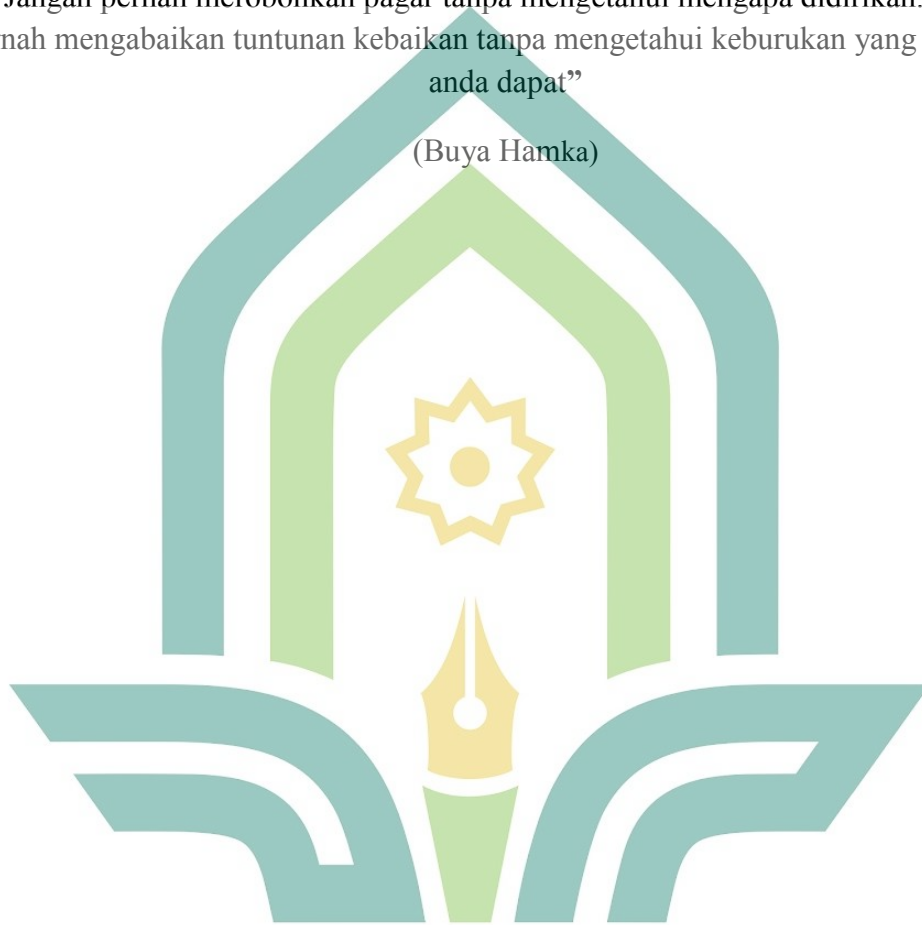 Jangan pernah merobohkan pagar tanpa mengetahui mengapa didirikan.
nah mengabaikan tuntunan kebaikan tanpa mengetahui keburukan yang
anda dapat”
(Buya Hamka)